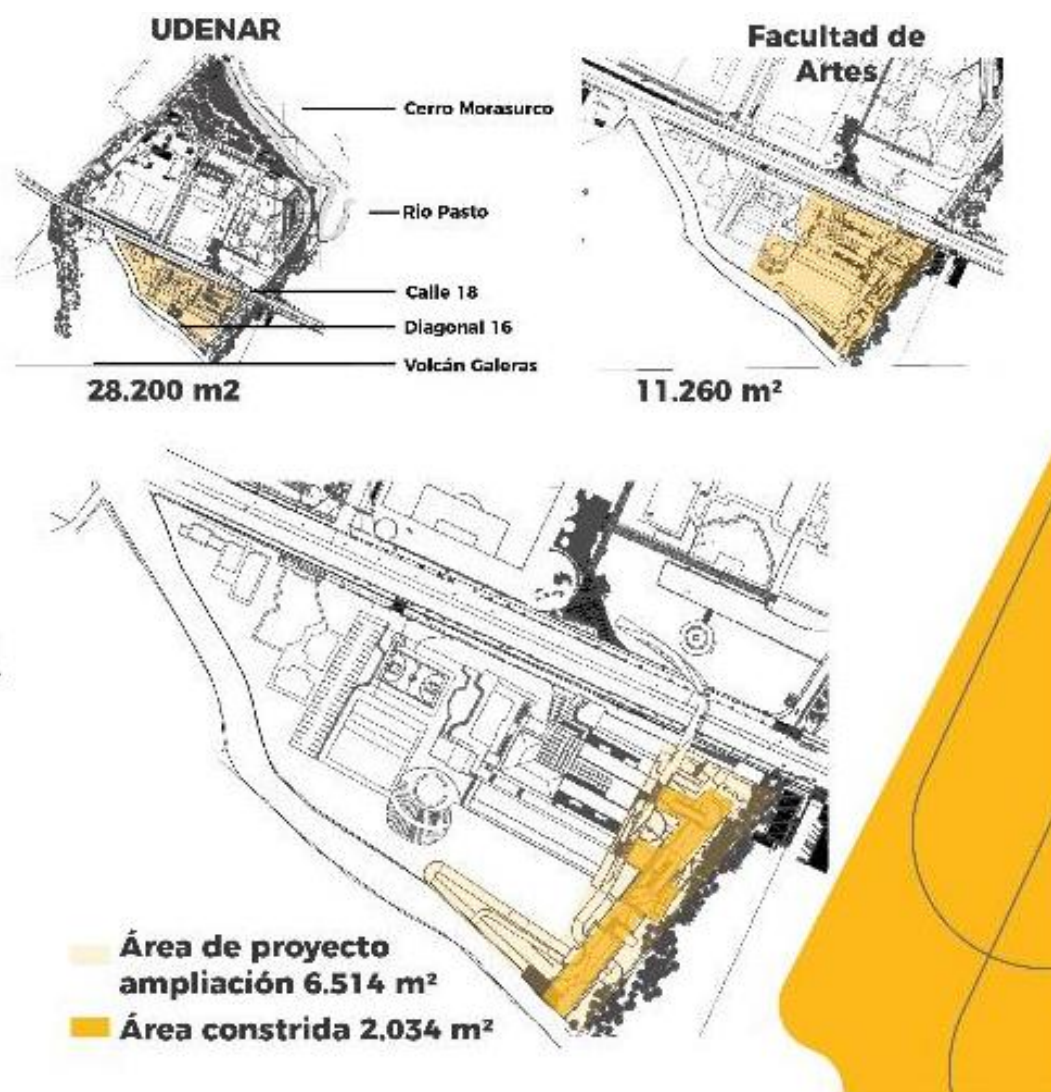 UDENAR
Cerro Morasurco
Rio Pasto
Calle 18
Diagonal 16
Volcán Galeras
28.200 m2
Facultad de
Artes
11.260 m²
Área de proyecto
ampliación 6.514 m²
Área constrida 2.034 m²